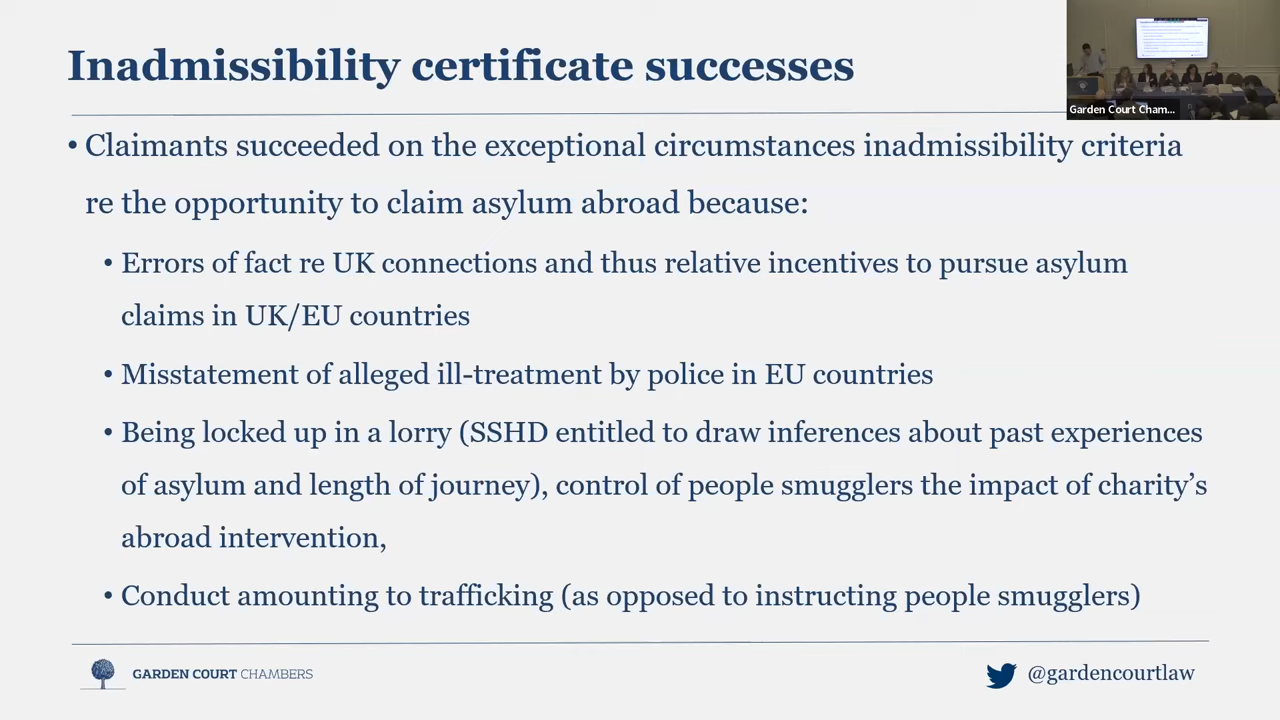 Inadmissibility certificate successes
Garden Court Cham...
• Claimants succeeded on the exceptional circumstances inadmissibility criteria
re the opportunity to claim asylum abroad because:
• Errors of fact re UK connections and thus relative incentives to pursue asylum
claims in UK/EU countries
• Misstatement of alleged ill-treatment by police in EU countries
• Being locked up in a lorry (SSHD entitled to draw inferences about past experiences
of asylum and length of journey), control of people smugglers the impact of charity’s
abroad intervention,
• Conduct amounting to trafficking (as opposed to instructing people smugglers)
GARDEN COURT CHAMBERS
@gardencourtlaw